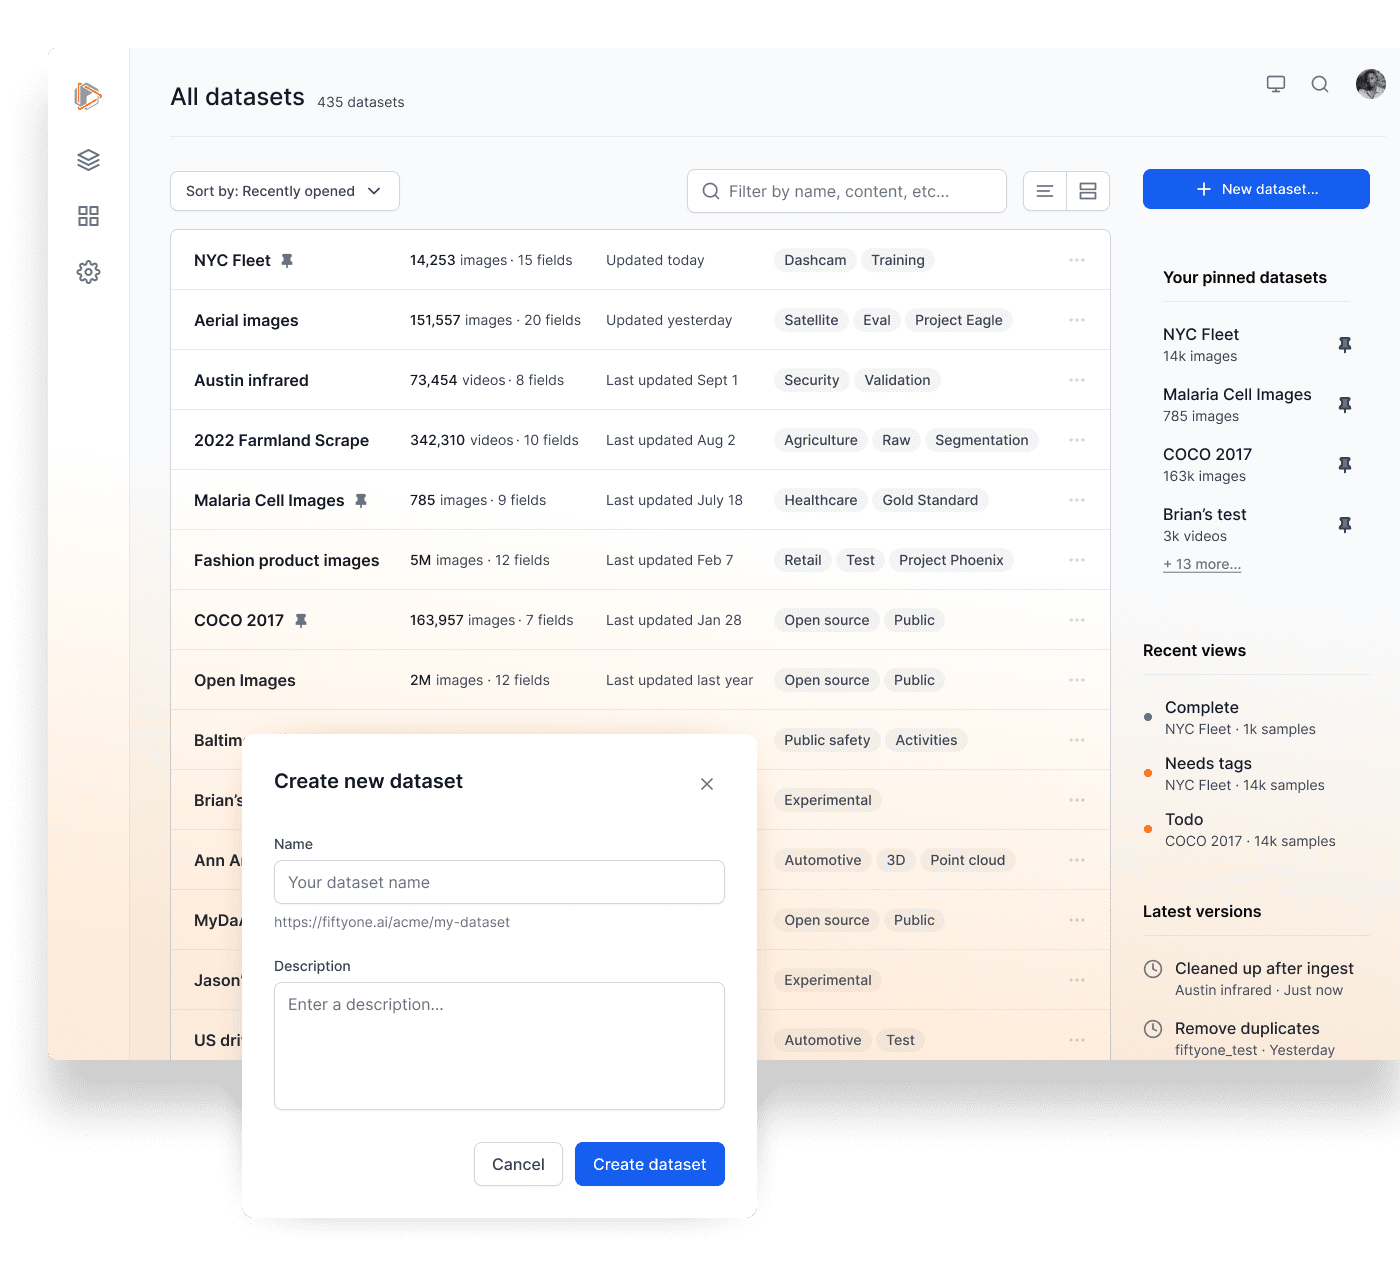 All datasets 435 datasets
Sort by: Recently opened
Filter by name, content, etc...
+ New dataset...
NYC Fleet 14,253 images · 15 fields Updated today Dashcam Training
Aerial images 151,557 images · 20 fields Updated yesterday Satellite Eval Project Eagle
Austin infrared 73,454 videos · 8 fields Last updated Sept 1 Security Validation
2022 Farmland Scrape 342,310 videos · 10 fields Last updated Aug 2 Agriculture Raw Segmentation
Malaria Cell Images 785 images · 9 fields Last updated July 18 Healthcare Gold Standard
Fashion product images 5M images · 12 fields Last updated Feb 7 Retail Test Project Phoenix
COCO 2017 163,957 images · 7 fields Last updated Jan 28 Open source Public
Open Images 2M images · 12 fields Last updated last year Open source Public
Baltim Public safety Activities
Brian’s Experimental
Ann A Automotive 3D Point cloud
MyDaA Open source Public
Jason’ Experimental
US dri Automotive Test
Create new dataset
Name
Your dataset name
https://fiftyone.ai/acme/my-dataset
Description
Enter a description...
Cancel
Create dataset
Your pinned datasets
NYC Fleet
14k images
Malaria Cell Images
785 images
COCO 2017
163k images
Brian’s test
3k videos
+ 13 more...
Recent views
Complete
NYC Fleet · 1k samples
Needs tags
NYC Fleet · 14k samples
Todo
COCO 2017 · 14k samples
Latest versions
Cleaned up after ingest
Austin infrared · Just now
Remove duplicates
fiftyone_test · Yesterday